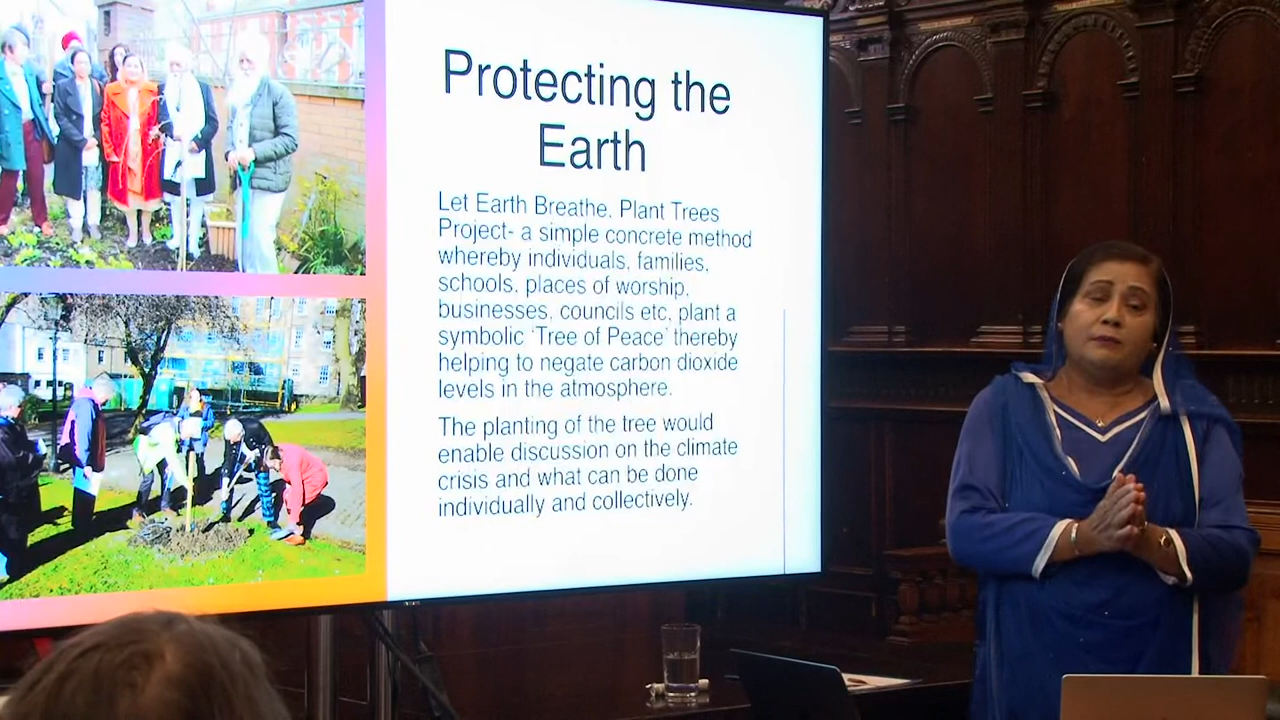 Protecting the
Earth
Let Earth Breathe. Plant Trees
Project- a simple concrete method
whereby individuals, families,
schools, places of worship,
businesses, councils etc, plant a
symbolic ‘Tree of Peace’ thereby
helping to negate carbon dioxide
levels in the atmosphere.
The planting of the tree would
enable discussion on the climate
crisis and what can be done
individually and collectively.